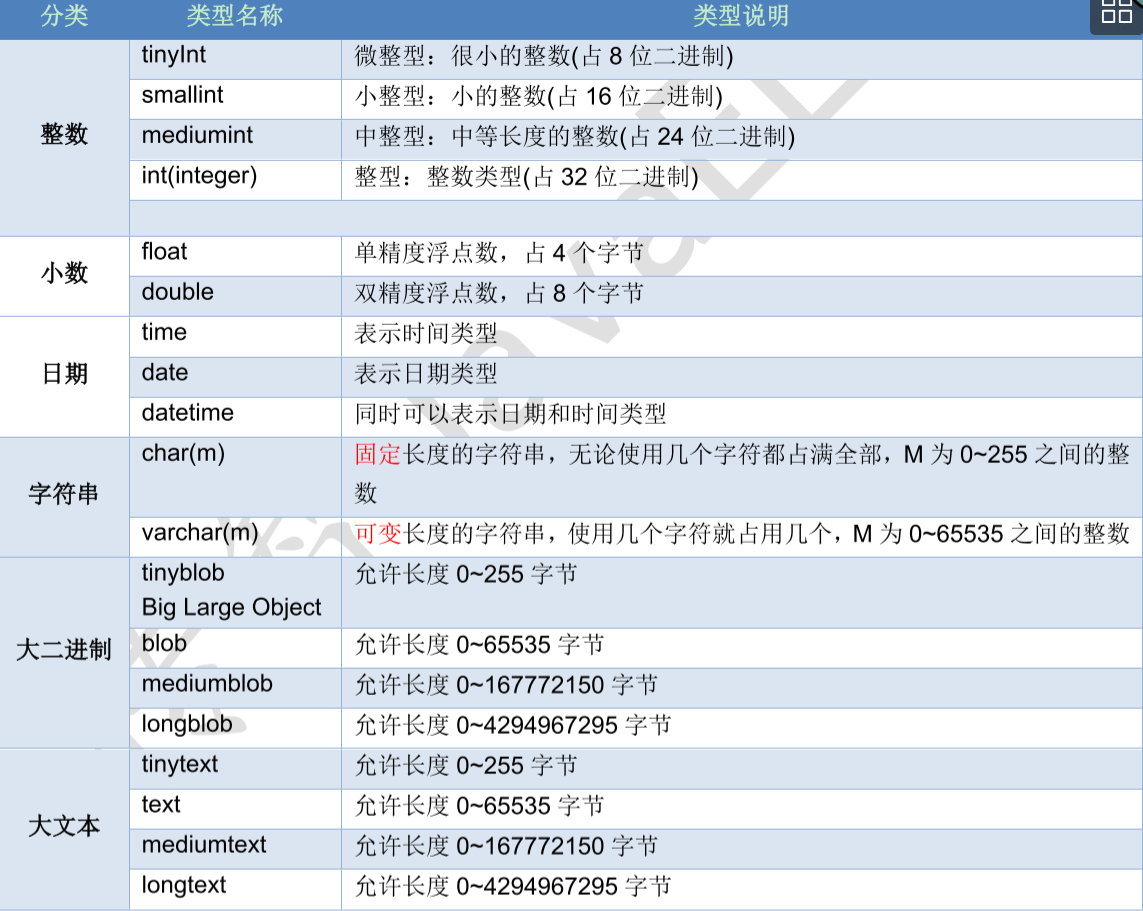 分类 类型名称 类型说明
整数
tinyInt 微整型：很小的整数(占 8 位二进制)
smallint 小整型：小的整数(占 16 位二进制)
mediumint 中整型：中等长度的整数(占 24 位二进制)
int(integer) 整型：整数类型(占 32 位二进制)
小数
float 单精度浮点数，占 4 个字节
double 双精度浮点数，占 8 个字节
日期
time 表示时间类型
date 表示日期类型
datetime 同时可以表示日期和时间类型
字符串
char(m) 固定长度的字符串，无论使用几个字符都占满全部，M 为 0~255 之间的整
数
varchar(m) 可变长度的字符串，使用几个字符就占用几个，M 为 0~65535 之间的整数
大二进制
tinyblob 允许长度 0~255 字节
Big Large Object
blob 允许长度 0~65535 字节
mediumblob 允许长度 0~167772150 字节
longblob 允许长度 0~4294967295 字节
大文本
tinytext 允许长度 0~255 字节
text 允许长度 0~65535 字节
mediumtext 允许长度 0~167772150 字节
longtext 允许长度 0~4294967295 字节